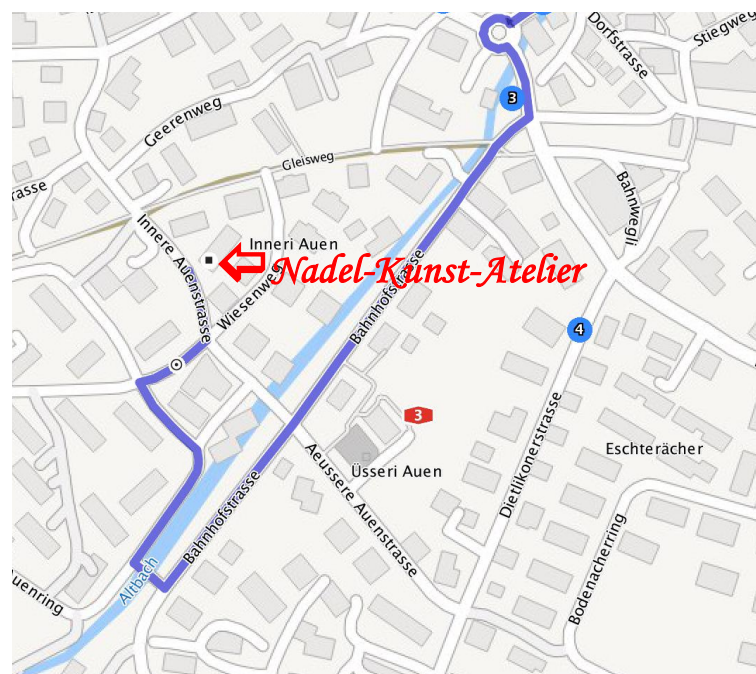 Stiegweg
Dorfstrasse
3
Geerenweg
Gleisweg
rasse
Bahnwegli
Innere Auenstrasse
Inneri Auen
Nadel-Kunst-Atelier
Wiesenweg
Bahnhofstrasse
4
3
Aeussere Auenstrasse
Üsseri Auen
Eschterächer
Dietlikonerstrasse
Bahnhofstrasse
Bodenacherring
Altbach
uenring